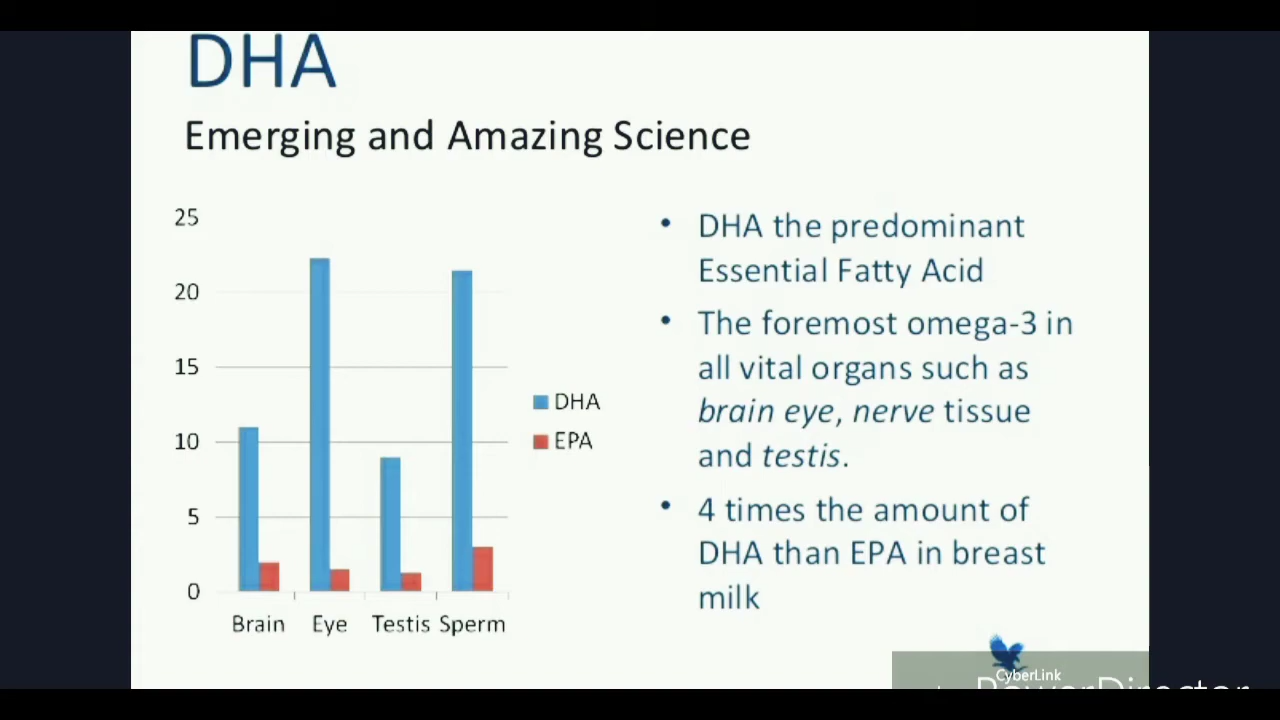 DHA
Emerging and Amazing Science
25
20
15
10
5
0
Brain Eye Testis Sperm
DHA
EPA
• DHA the predominant
Essential Fatty Acid
• The foremost omega-3 in
all vital organs such as
brain eye, nerve tissue
and testis.
• 4 times the amount of
DHA than EPA in breast
milk
CyberLink
PowerDirector